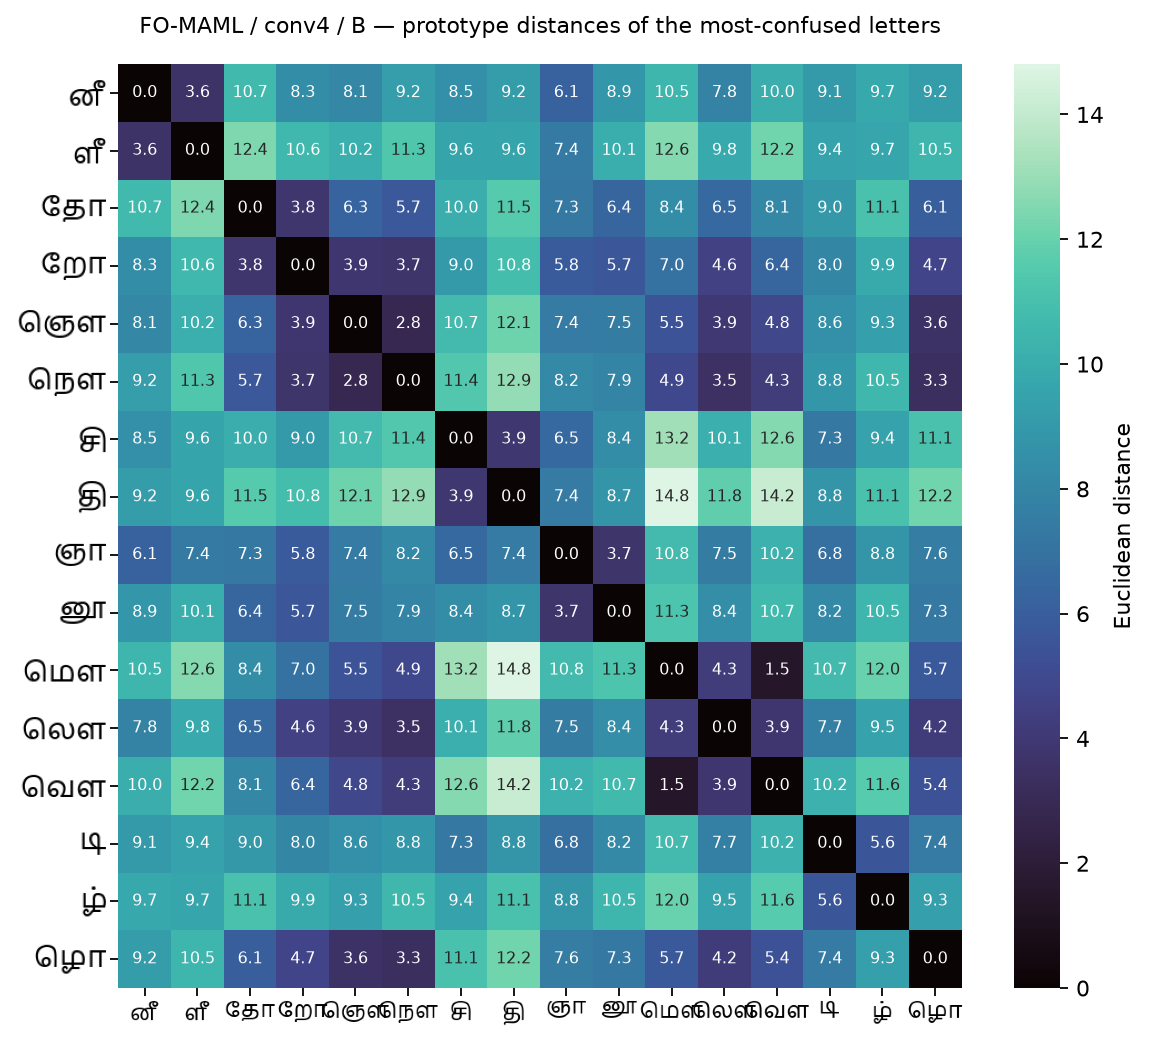 FO-MAML / conv4 / B — prototype distances of the most-confused letters
னீ 0.0 3.6 10.7 8.3 8.1 9.2 8.5 9.2 6.1 8.9 10.5 7.8 10.0 9.1 9.7 9.2
ளீ 3.6 0.0 12.4 10.6 10.2 11.3 9.6 9.6 7.4 10.1 12.6 9.8 12.2 9.4 9.7 10.5
தோ 10.7 12.4 0.0 3.8 6.3 5.7 10.0 11.5 7.3 6.4 8.4 6.5 8.1 9.0 11.1 6.1
றோ 8.3 10.6 3.8 0.0 3.9 3.7 9.0 10.8 5.8 5.7 7.0 4.6 6.4 8.0 9.9 4.7
ஞௌ 8.1 10.2 6.3 3.9 0.0 2.8 10.7 12.1 7.4 7.5 5.5 3.9 4.8 8.6 9.3 3.6
நௌ 9.2 11.3 5.7 3.7 2.8 0.0 11.4 12.9 8.2 7.9 4.9 3.5 4.3 8.8 10.5 3.3
சி 8.5 9.6 10.0 9.0 10.7 11.4 0.0 3.9 6.5 8.4 13.2 10.1 12.6 7.3 9.4 11.1
தி 9.2 9.6 11.5 10.8 12.1 12.9 3.9 0.0 7.4 8.7 14.8 11.8 14.2 8.8 11.1 12.2
ஞா 6.1 7.4 7.3 5.8 7.4 8.2 6.5 7.4 0.0 3.7 10.8 7.5 10.2 6.8 8.8 7.6
னூ 8.9 10.1 6.4 5.7 7.5 7.9 8.4 8.7 3.7 0.0 11.3 8.4 10.7 8.2 10.5 7.3
மௌ 10.5 12.6 8.4 7.0 5.5 4.9 13.2 14.8 10.8 11.3 0.0 4.3 1.5 10.7 12.0 5.7
லௌ 7.8 9.8 6.5 4.6 3.9 3.5 10.1 11.8 7.5 8.4 4.3 0.0 3.9 7.7 9.5 4.2
வௌ 10.0 12.2 8.1 6.4 4.8 4.3 12.6 14.2 10.2 10.7 1.5 3.9 0.0 10.2 11.6 5.4
டி 9.1 9.4 9.0 8.0 8.6 8.8 7.3 8.8 6.8 8.2 10.7 7.7 10.2 0.0 5.6 7.4
ழ் 9.7 9.7 11.1 9.9 9.3 10.5 9.4 11.1 8.8 10.5 12.0 9.5 11.6 5.6 0.0 9.3
ழொ 9.2 10.5 6.1 4.7 3.6 3.3 11.1 12.2 7.6 7.3 5.7 4.2 5.4 7.4 9.3 0.0
னீ ளீ தோ றோ ஞௌ நௌ சி தி ஞா னூ மௌ லௌ வௌ டி ழ் ழொ
14
12
10
8
6
4
2
0
Euclidean distance